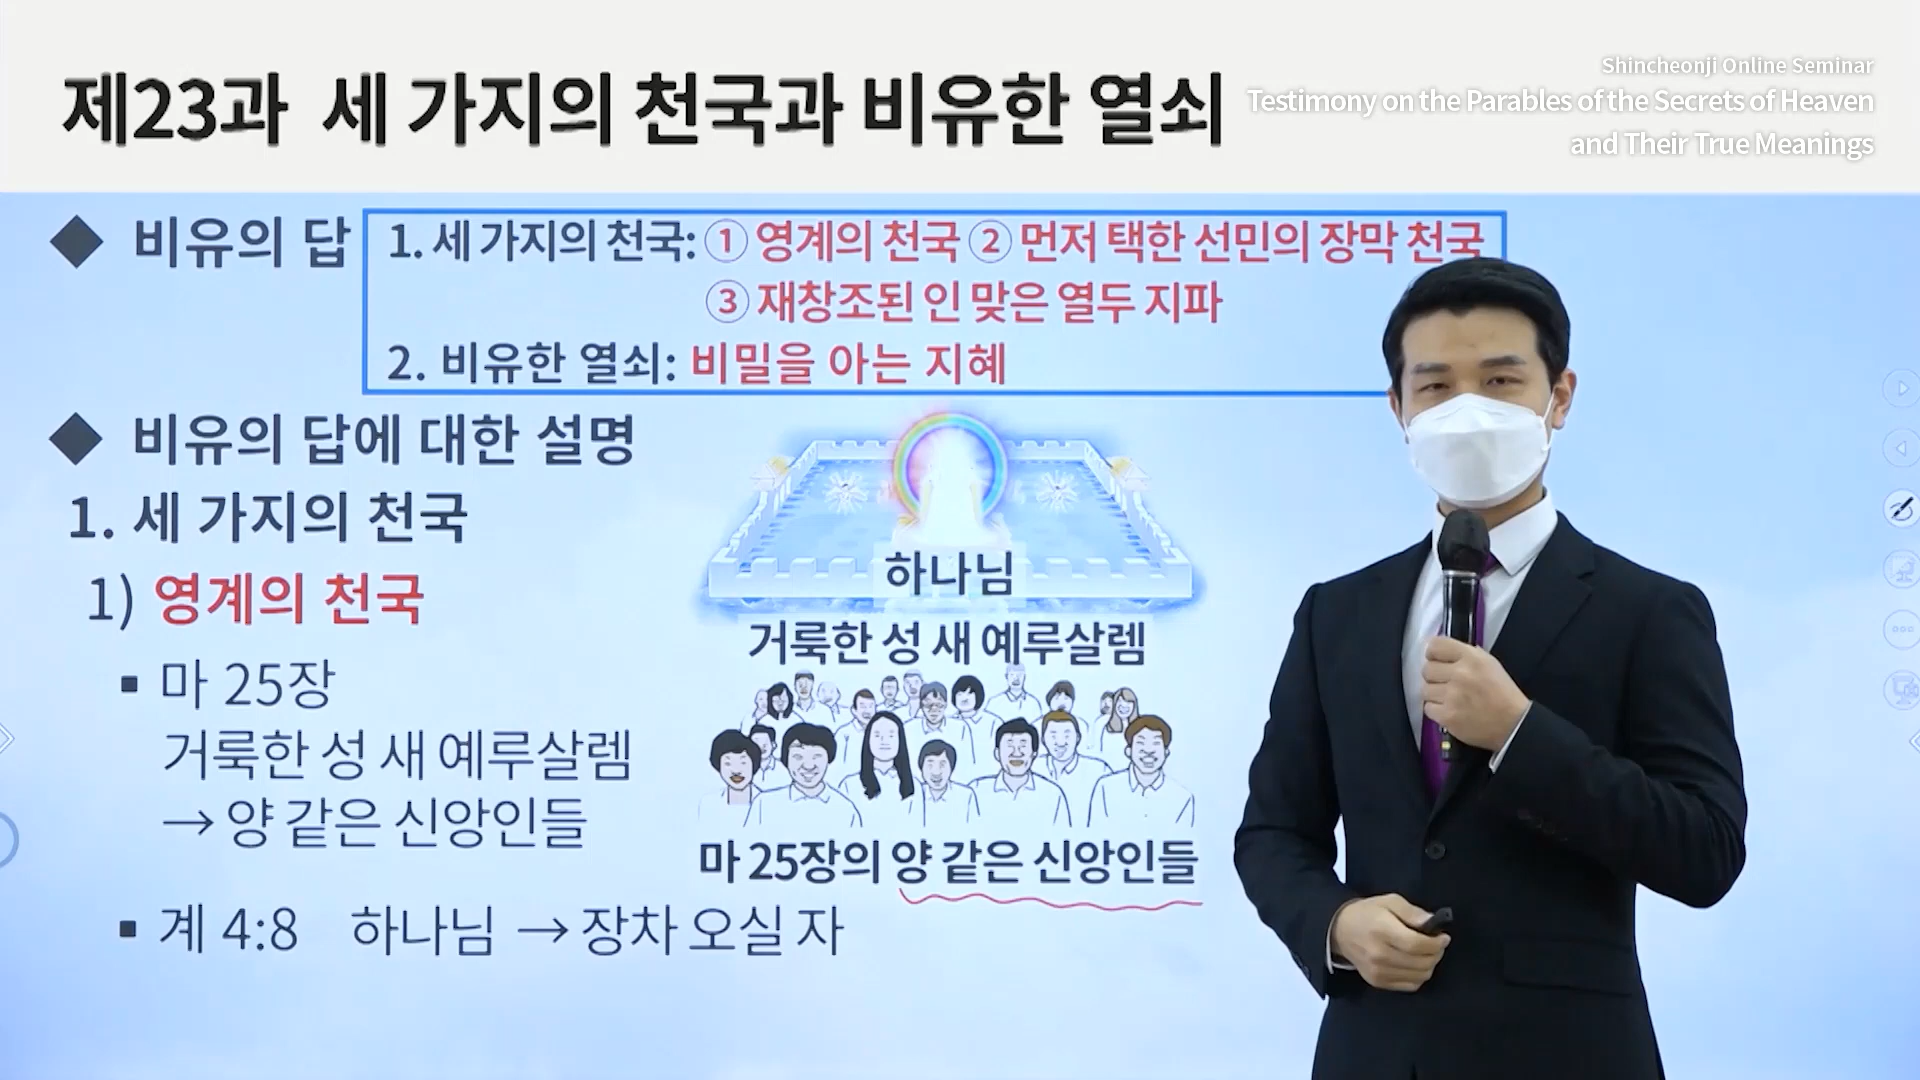 제23과 세 가지의 천국과 비유한 열쇠
Shincheonji Online Seminar
Testimony on the Parables of the Secrets of Heaven
and Their True Meanings
◆ 비유의 답
1. 세 가지의 천국: ① 영계의 천국 ② 먼저 택한 선민의 장막 천국
③ 재창조된 인 맞은 열두 지파
2. 비유한 열쇠: 비밀을 아는 지혜
◆ 비유의 답에 대한 설명
1. 세 가지의 천국
1) 영계의 천국
▪ 마 25장
거룩한 성 새 예루살렘
→ 양 같은 신앙인들
▪ 계 4:8 하나님 → 장차 오실 자
하나님
거룩한 성 새 예루살렘
마 25장의 양 같은 신앙인들